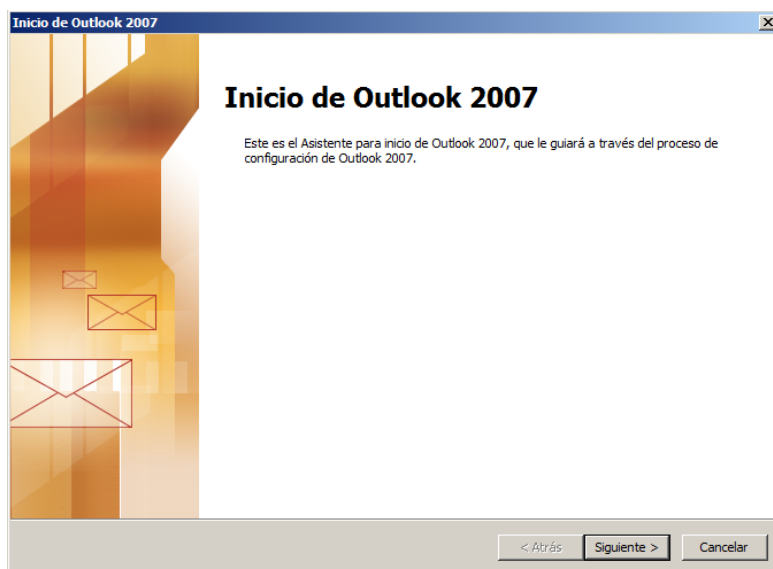 Inicio de Outlook 2007
Inicio de Outlook 2007
Este es el Asistente para inicio de Outlook 2007, que le guiará a través del proceso de
configuración de Outlook 2007.
< Atrás Siguiente > Cancelar